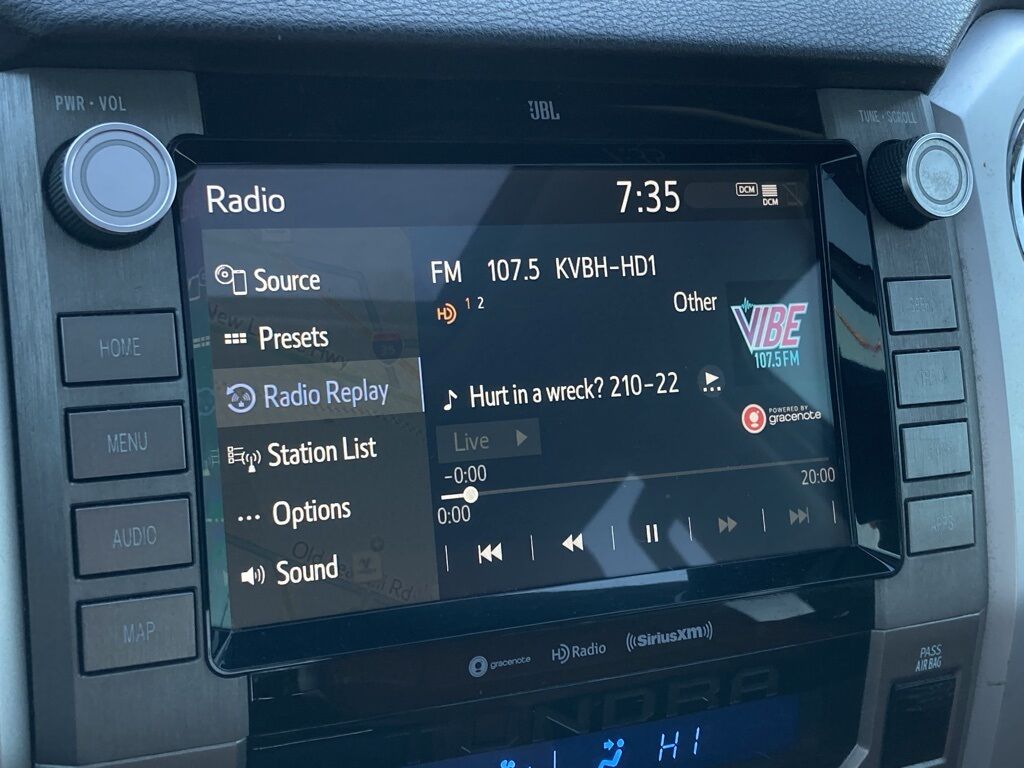 JBL
PWR · VOL
TUNE · SCROLL
Radio
7:35
DCM
DCM
Source
FM 107.5 KVBH-HD1
HD 1 2
Other
VIBE
107.5 FM
Presets
HOME
Radio Replay
Hurt in a wreck? 210-22
POWERED BY
gracenote
MENU
Station List
Live
-0:00
20:00
0:00
AUDIO
Options
Sound
MAP
APPS
gracenote
HD Radio
((SiriusXM))
PASS
AIR BAG
TUNDRA
HI